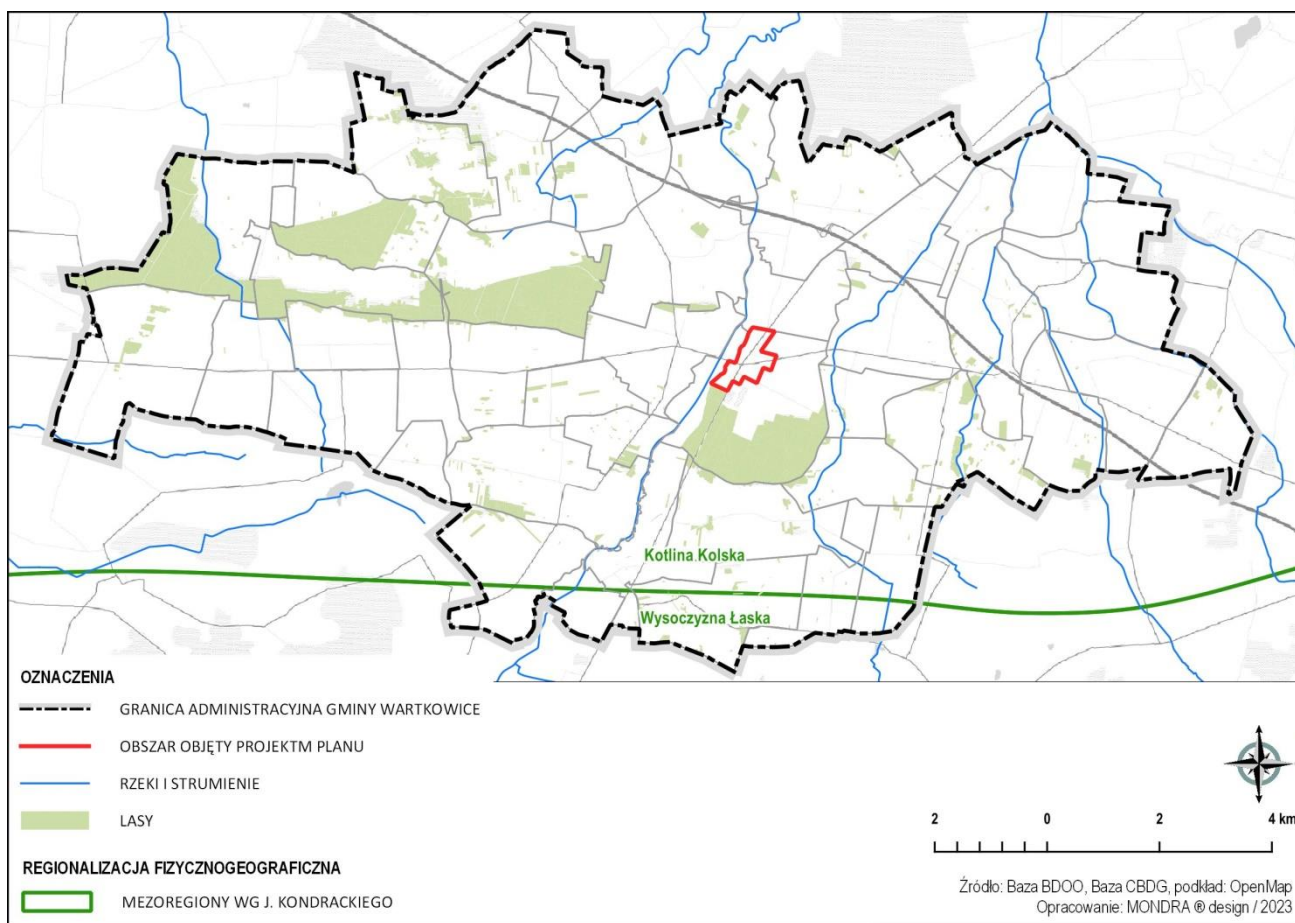 Kotlina Kolska
Wysoczyzna Łaska
OZNACZENIA
GRANICA ADMINISTRACYJNA GMINY WARTKOWICE
OBSZAR OBJĘTY PROJEKTM PLANU
RZEKI I STRUMIENIE
LASY
REGIONALIZACJA FIZYCZNOGEOGRAFICZNA
MEZOREGIONY WG J. KONDRACKIEGO
2 0 2 4 km
Źródło: Baza BDOO, Baza CBDG, podkład: OpenMap
Opracowanie: MONDRA ® design / 2023